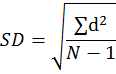 SD = √(∑d²/(N − 1))